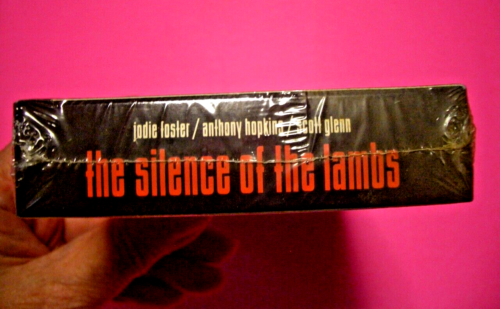 jodie foster / anthony hopkins / scott glenn
the silence of the lambs